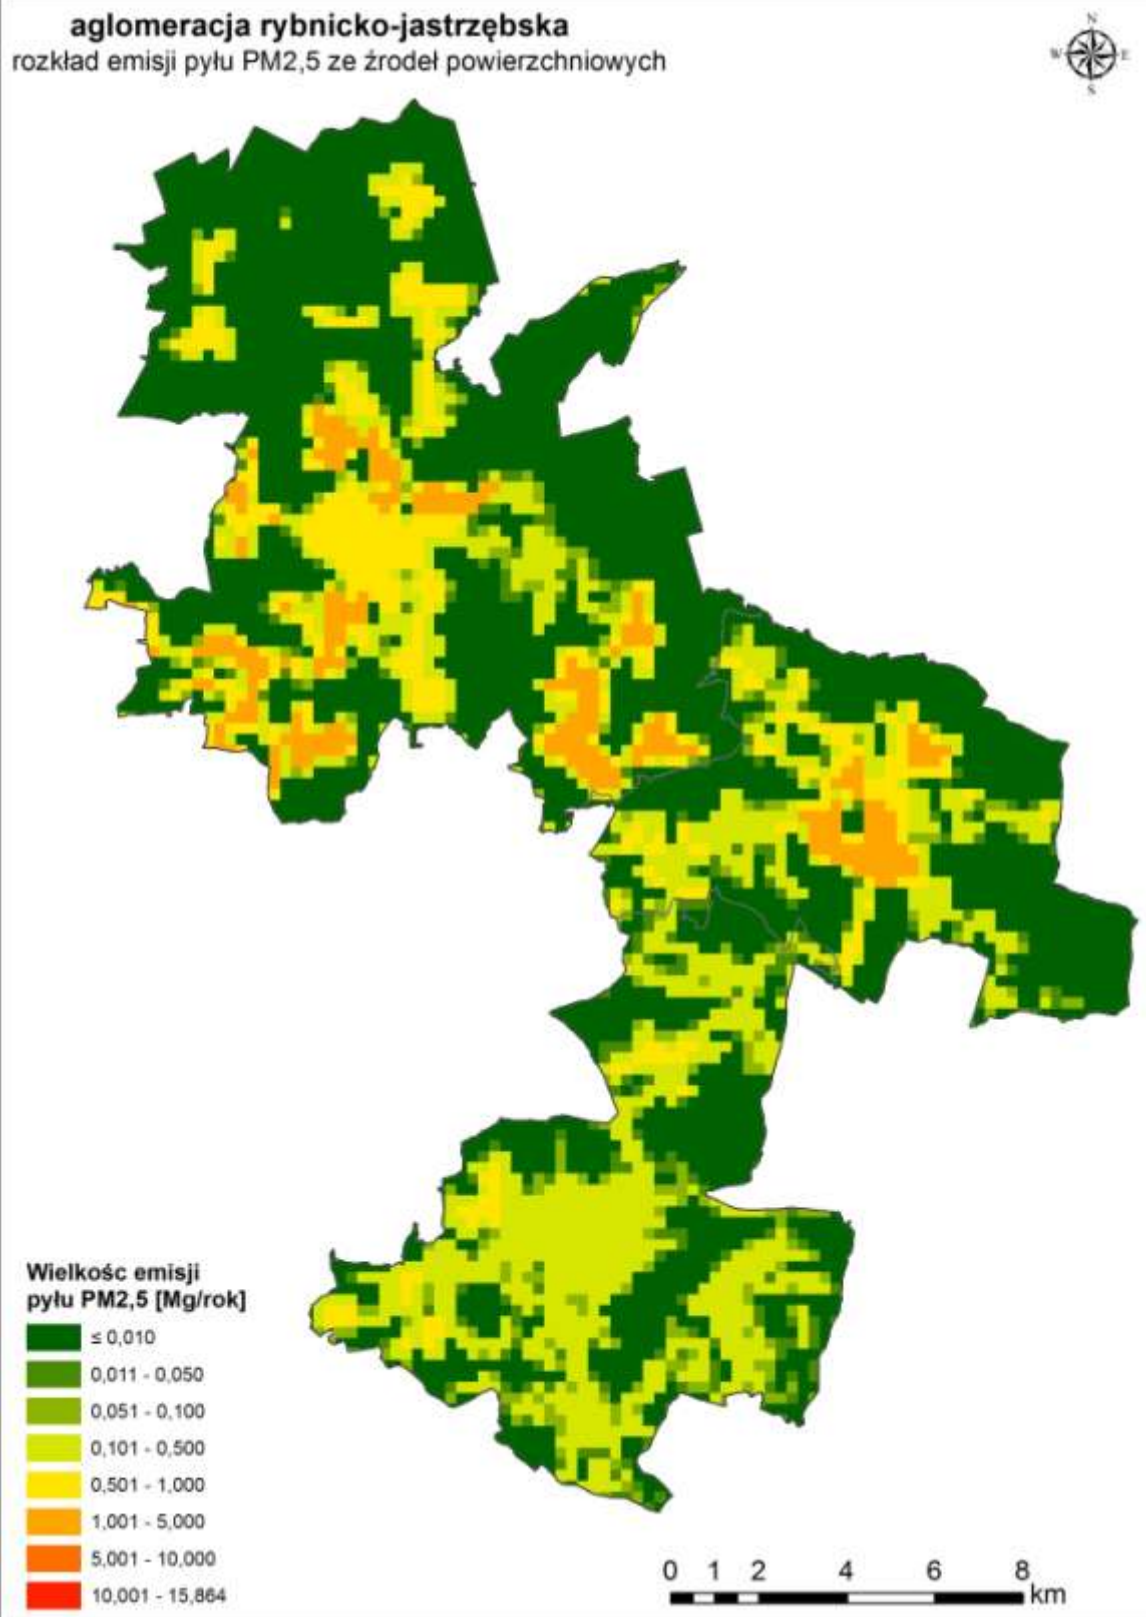 aglomeracja rybnicko-jastrzębska
rozkład emisji pyłu PM2,5 ze źrodeł powierzchniowych
N
W E
S
Wielkośc emisji
pyłu PM2,5 [Mg/rok]
≤ 0,010
0,011 - 0,050
0,051 - 0,100
0,101 - 0,500
0,501 - 1,000
1,001 - 5,000
5,001 - 10,000
10,001 - 15,864
0 1 2 4 6 8
km